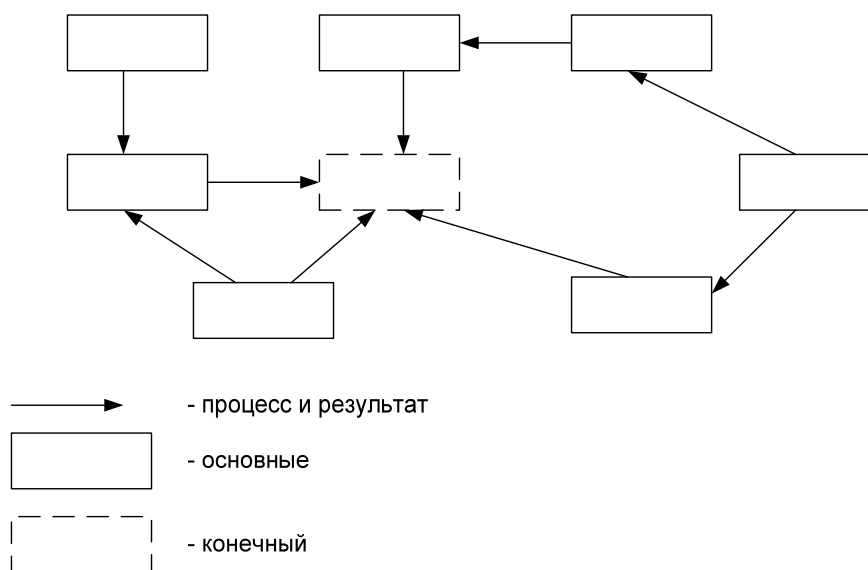 - процесс и результат
- основные
- конечный